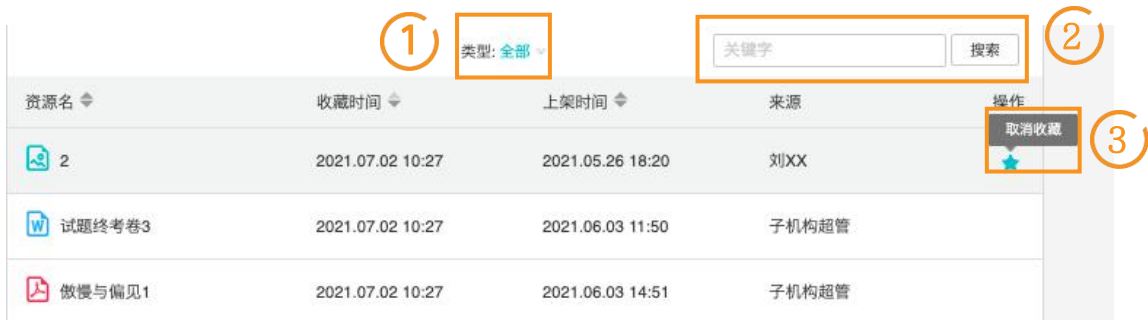 ① 类型: 全部 关键字 搜索 ②
资源名 收藏时间 上架时间 来源 操作
取消收藏 ③
2 2021.07.02 10:27 2021.05.26 18:20 刘XX
W 试题终考卷3 2021.07.02 10:27 2021.06.03 11:50 子机构超管
傲慢与偏见1 2021.07.02 10:27 2021.06.03 14:51 子机构超管